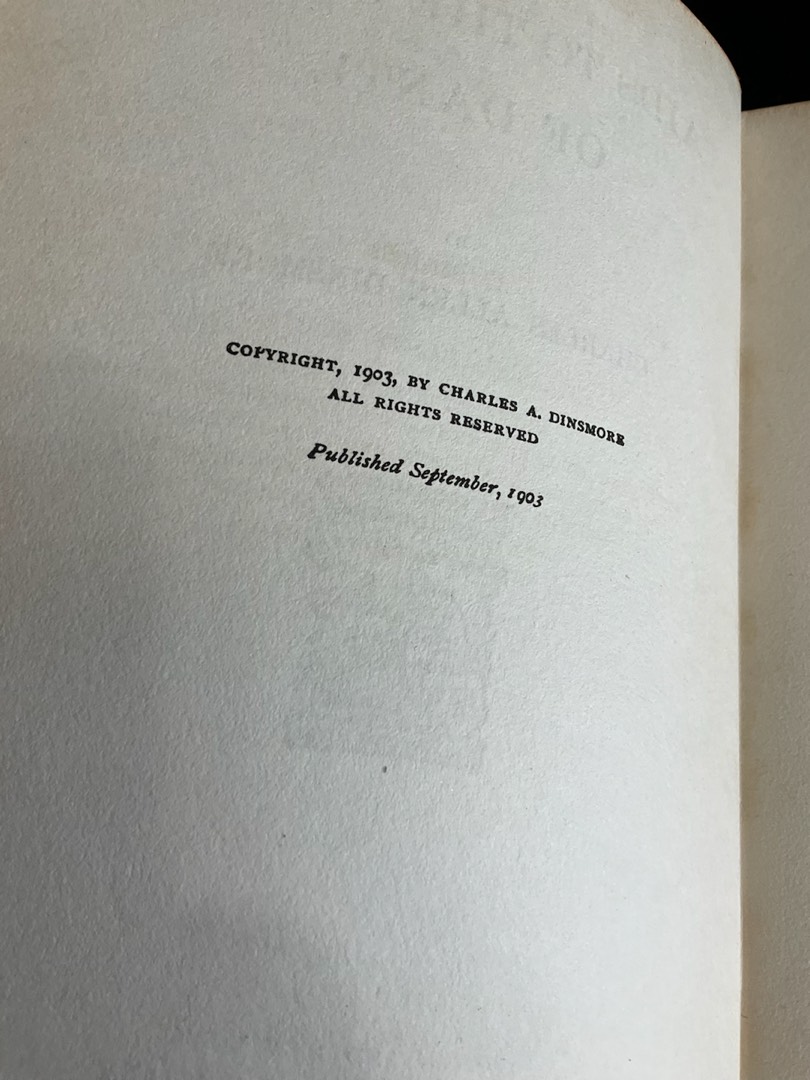 COPYRIGHT, 1903, BY CHARLES A. DINSMORE
ALL RIGHTS RESERVED
Published September, 1903